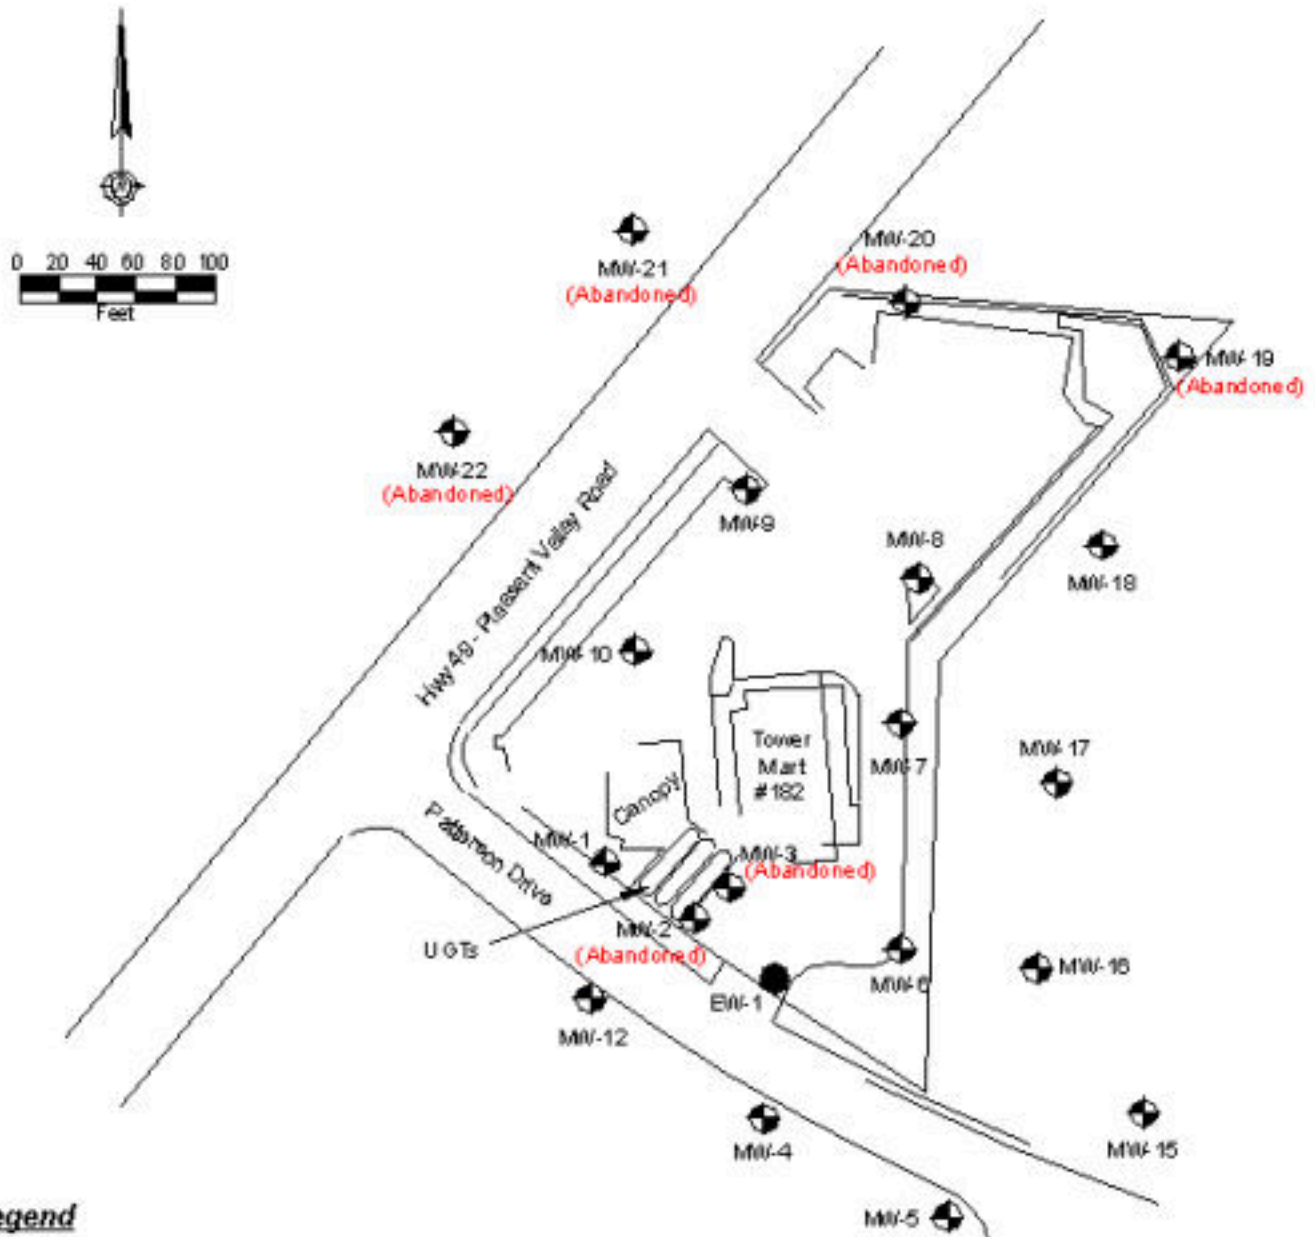 0 20 40 60 80 100
Feet
MW-20
(Abandoned)
MW-21
(Abandoned)
MW-19
(Abandoned)
MW-22
(Abandoned)
MW-9
Hwy 49 - Pleasant Valley Road
MW-8
MW-18
MW-10
Tower
Mart
#182
MW-7
MW-17
Canopy
Patterson Drive
MW-1
MW-3
(Abandoned)
MW-2
(Abandoned)
UGTs
EW-1
MW-6
MW-16
MW-12
MW-4
MW-15
MW-5
egend